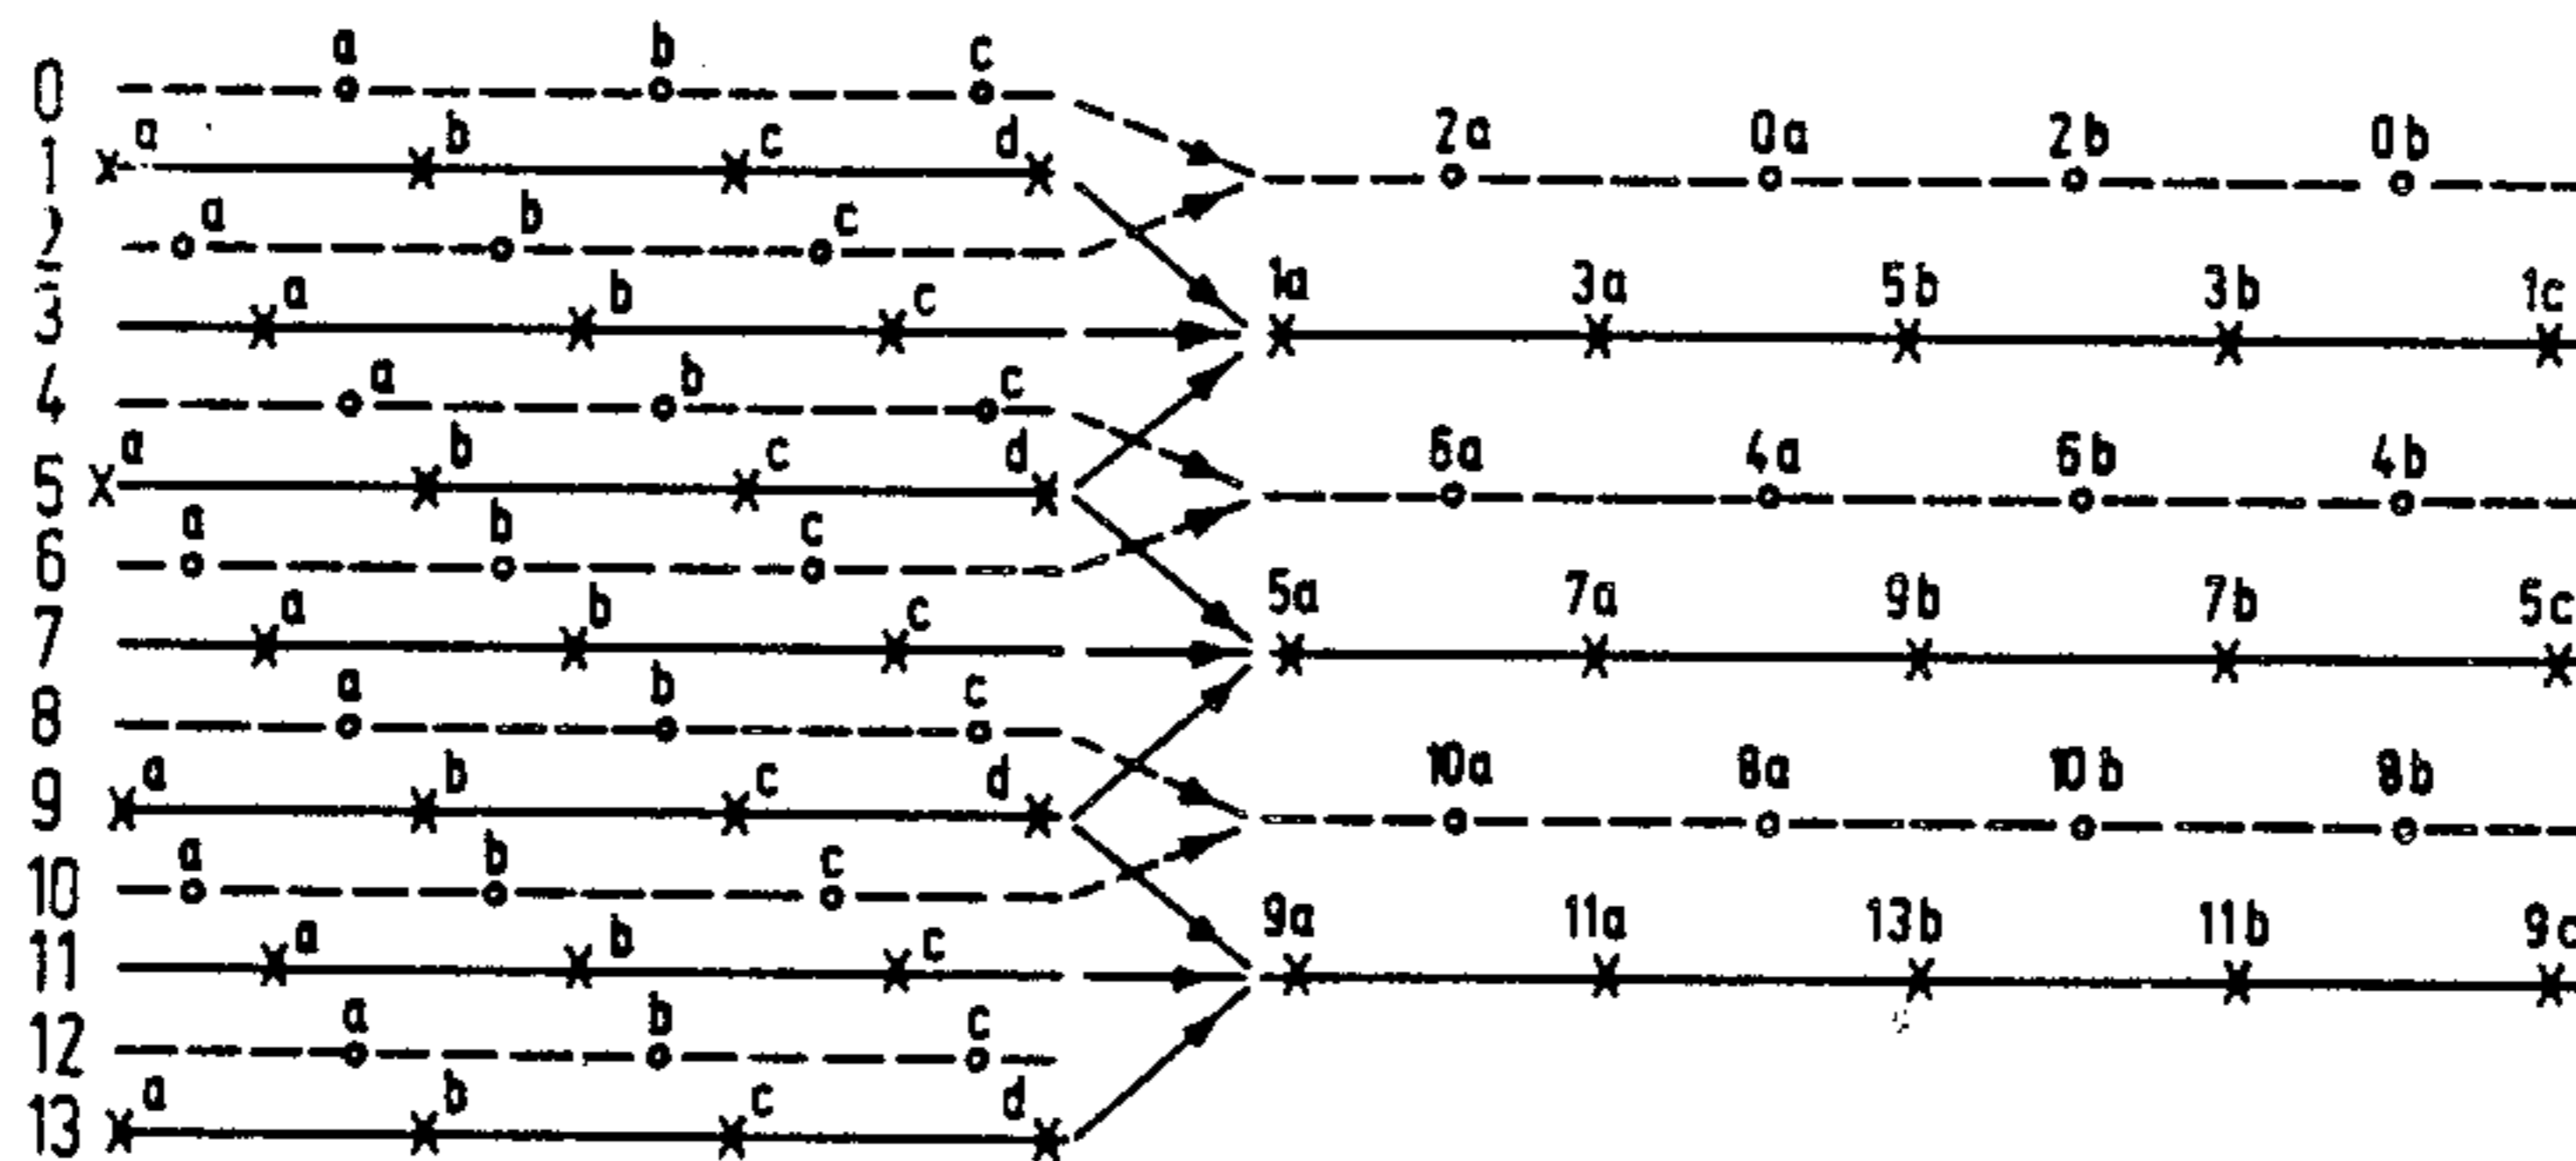 0 a b c
1 a b c d
2a 0a 2b 0b
2 a b c
3 a b c
1a 3a 5b 3b 1c
4 a b c
5 a b c d
6a 4a 6b 4b
6 a b c
7 a b c
5a 7a 9b 7b 5c
8 a b c
9 a b c d
10a 8a 10b 8b
10 a b c
11 a b c
9a 11a 13b 11b 9c
12 a b c
13 a b c d